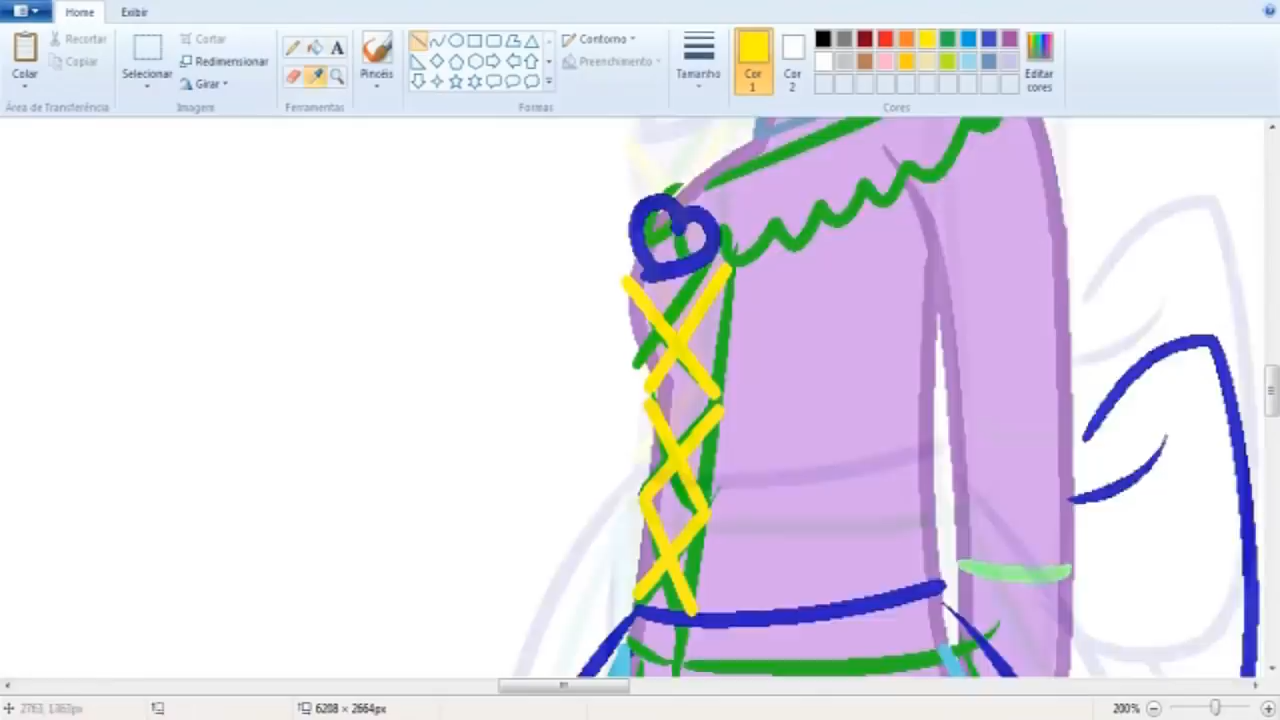 Home Exibir
Colar
Recortar
Copiar
Área de Transferência
Selecionar
Cortar
Redimensionar
Girar
Imagem
A
Ferramentas
Pincéis
Contorno
Preenchimento
Formas
Tamanho
Cor 1
Cor 2
Editar cores
Cores
2763, 1363px
6208 × 2664px
200%